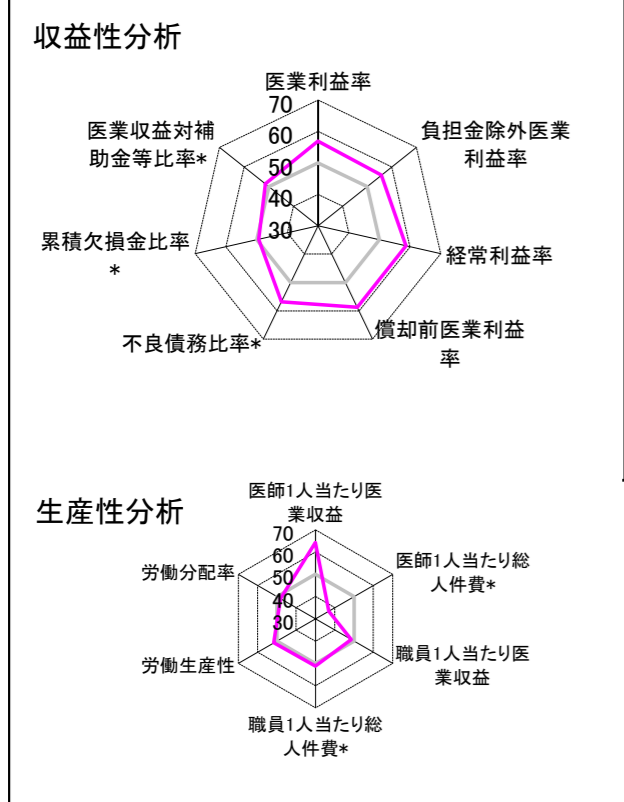 収益性分析
医業利益率
負担金除外医業
利益率
経常利益率
償却前医業利益
率
不良債務比率*
累積欠損金比率
*
医業収益対補
助金等比率*
70
60
50
40
30
生産性分析
医師1人当たり医
業収益
医師1人当たり総
人件費*
職員1人当たり医
業収益
職員1人当たり総
人件費*
労働生産性
労働分配率
70
60
50
40
30